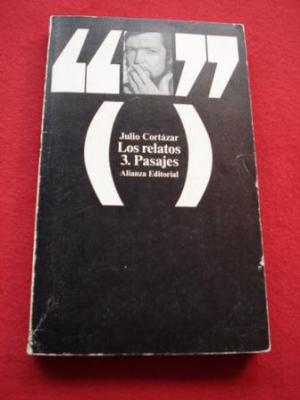 “ ”
( )
Julio Cortázar
Los relatos
3. Pasajes
Alianza Editorial